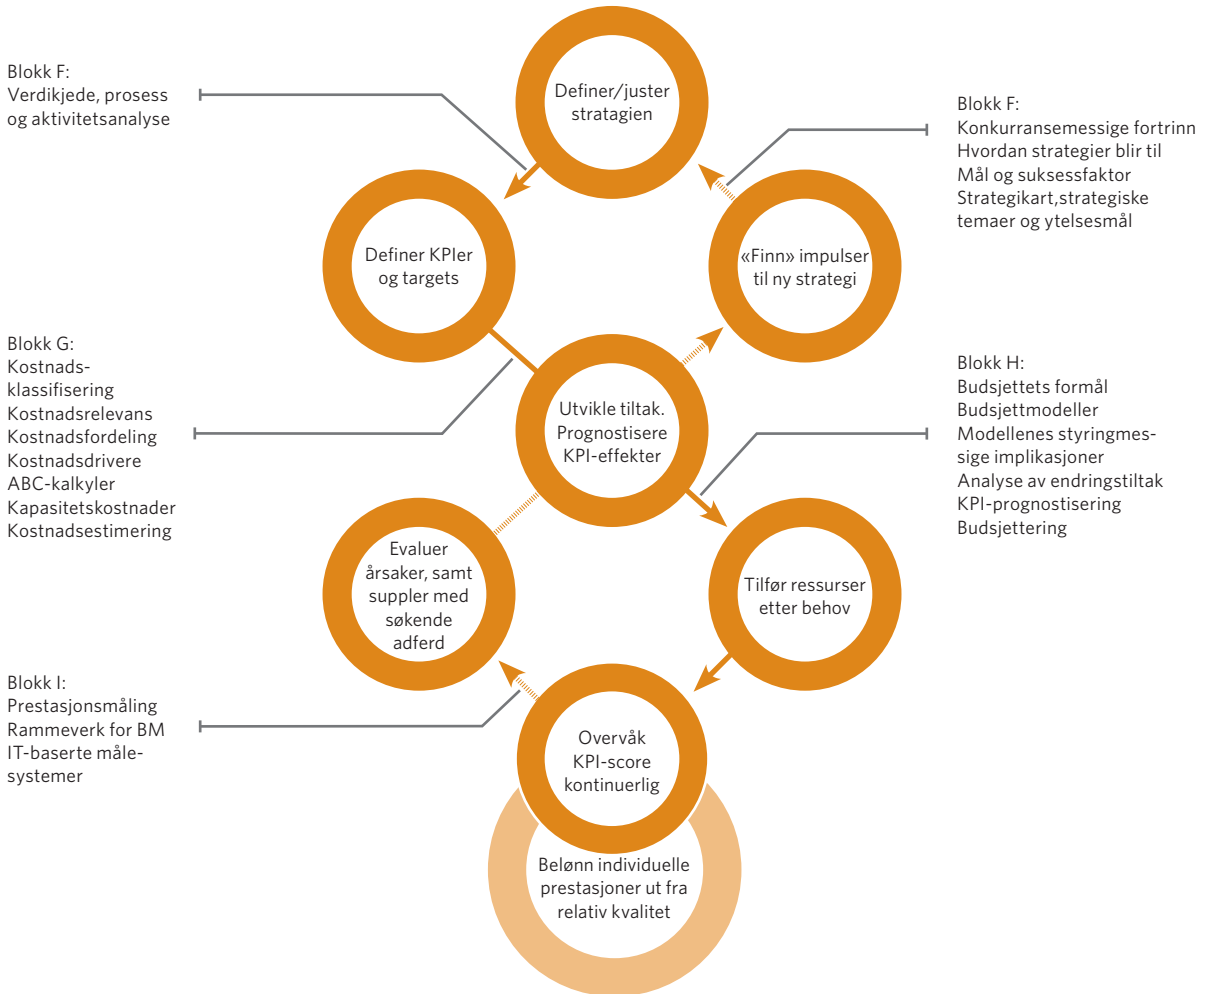 Definer/juster
stratagien
Blokk F:
Verdikjede, prosess
og aktivitetsanalyse
Blokk F:
Konkurransemessige fortrinn
Hvordan strategier blir til
Mål og suksessfaktor
Strategikart,strategiske
temaer og ytelsesmål
Definer KPIer
og targets
«Finn» impulser
til ny strategi
Blokk G:
Kostnads-
klassifisering
Kostnadsrelevans
Kostnadsfordeling
Kostnadsdrivere
ABC-kalkyler
Kapasitetskostnader
Kostnadsestimering
Utvikle tiltak.
Prognostisere
KPI-effekter
Blokk H:
Budsjettets formål
Budsjettmodeller
Modellenes styringmes-
sige implikasjoner
Analyse av endringstiltak
KPI-prognostisering
Budsjettering
Evaluer
årsaker, samt
suppler med
søkende
adferd
Tilfør ressurser
etter behov
Blokk I:
Prestasjonsmåling
Rammeverk for BM
IT-baserte måle-
systemer
Overvåk
KPI-score
kontinuerlig
Belønn individuelle
prestasjoner ut fra
relativ kvalitet